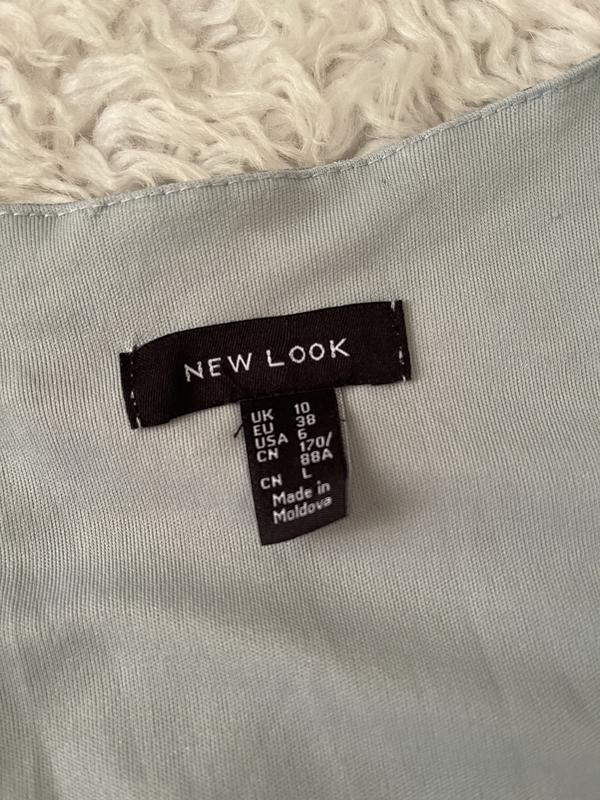 NEW LOOK
UK 10
EU 38
USA 6
CN 170/
88A
CN L
Made in
Moldova